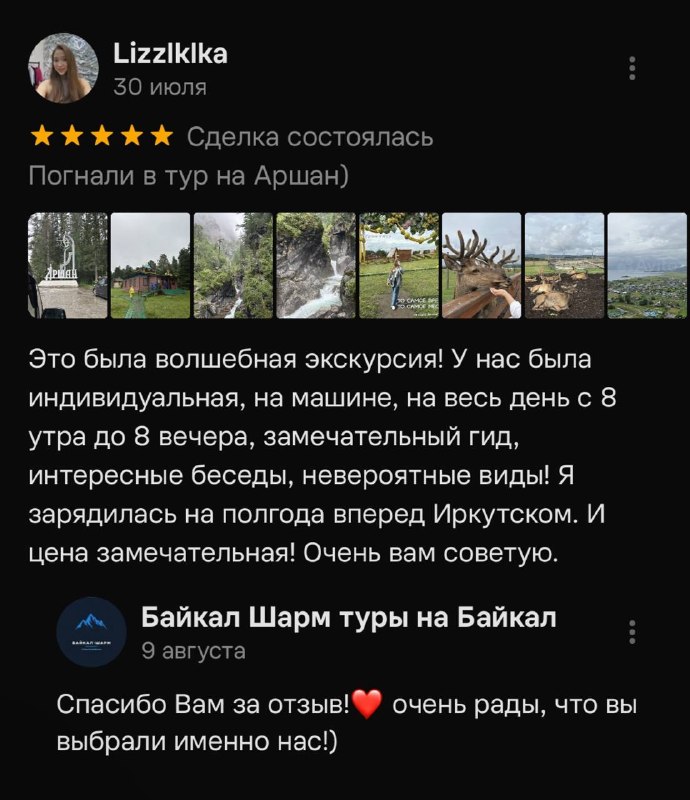 Lizzlklka
30 июля
Сделка состоялась
Погнали в тур на Аршан)
Аршан
Это была волшебная экскурсия! У нас была
индивидуальная, на машине, на весь день с 8
утра до 8 вечера, замечательный гид,
интересные беседы, невероятные виды! Я
зарядилась на полгода вперед Иркутском. И
цена замечательная! Очень вам советую.
Байкал Шарм туры на Байкал
БАЙКАЛ ШАРМ
9 августа
Спасибо Вам за отзыв!❤️ очень рады, что вы
выбрали именно нас!)